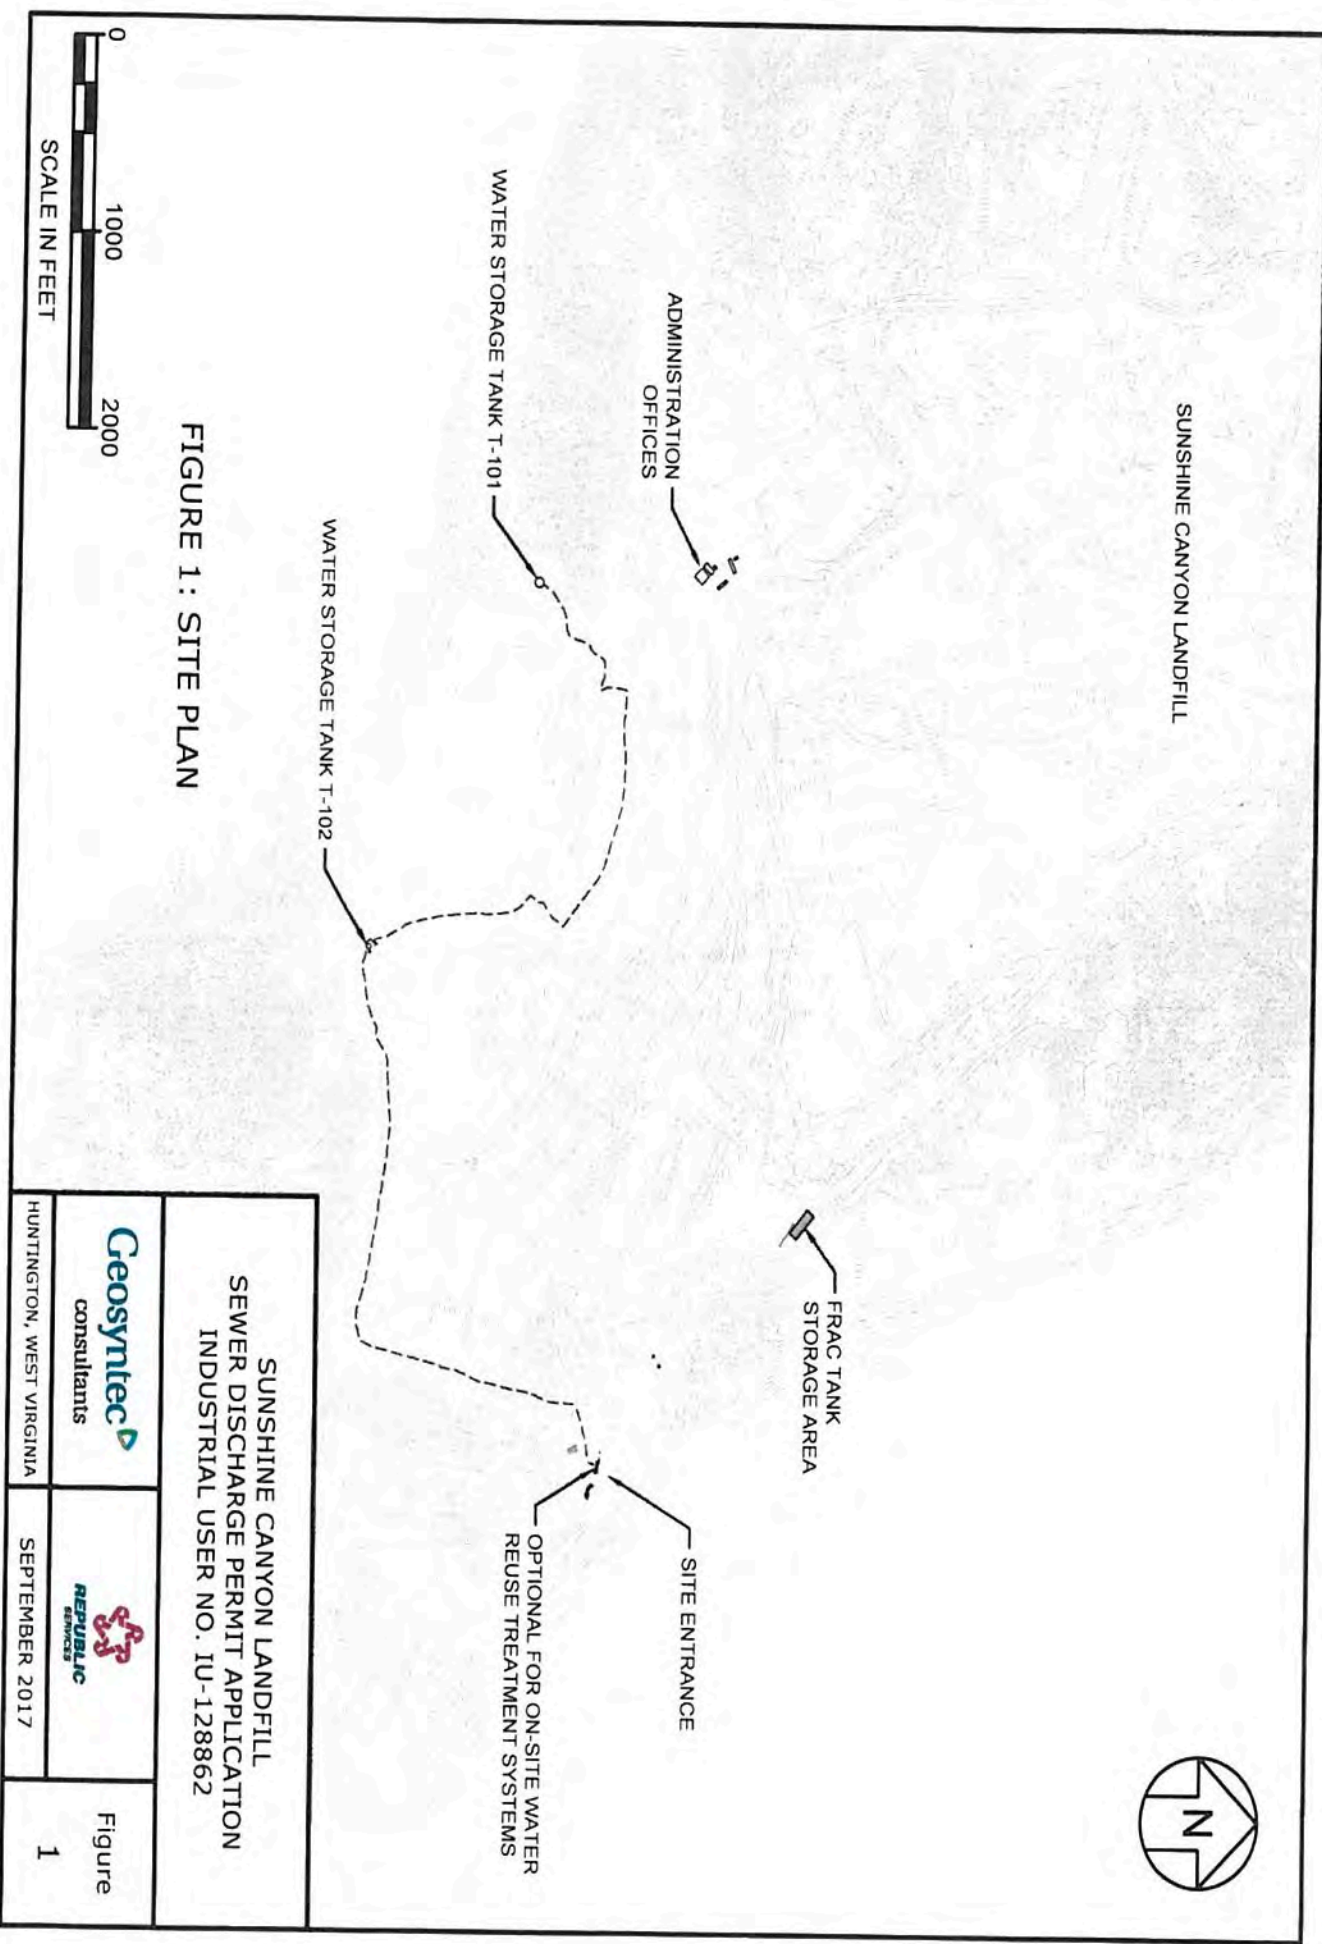 SUNSHINE CANYON LANDFILL
N
ADMINISTRATION
OFFICES
FRAC TANK
STORAGE AREA
SITE ENTRANCE
WATER STORAGE TANK T-101
OPTIONAL FOR ON-SITE WATER
REUSE TREATMENT SYSTEMS
WATER STORAGE TANK T-102
FIGURE 1: SITE PLAN
0 1000 2000
SCALE IN FEET
SUNSHINE CANYON LANDFILL
SEWER DISCHARGE PERMIT APPLICATION
INDUSTRIAL USER NO. IU-128862
Geosyntec
consultants
REPUBLIC
SERVICES
HUNTINGTON, WEST VIRGINIA
SEPTEMBER 2017
Figure
1